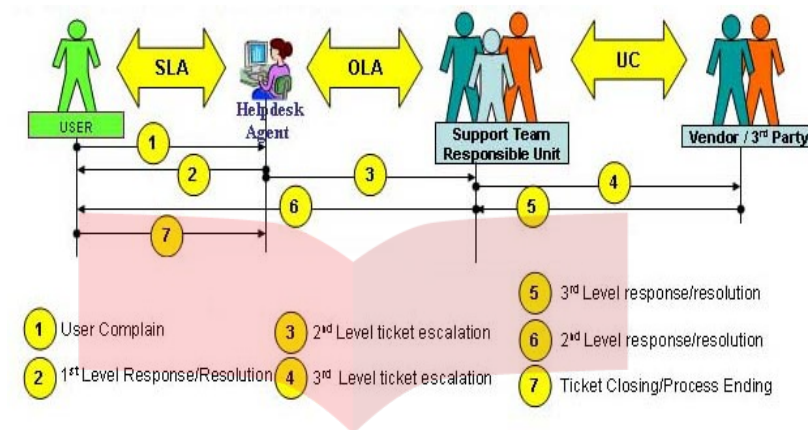 SLA
OLA
UC
USER
Helpdesk
Agent
Support Team
Responsible Unit
Vendor / 3rd Party
1
2
3
4
6
5
7
1 User Complain
2 1st Level Response/Resolution
3 2nd Level ticket escalation
4 3rd Level ticket escalation
5 3rd Level response/resolution
6 2nd Level response/resolution
7 Ticket Closing/Process Ending